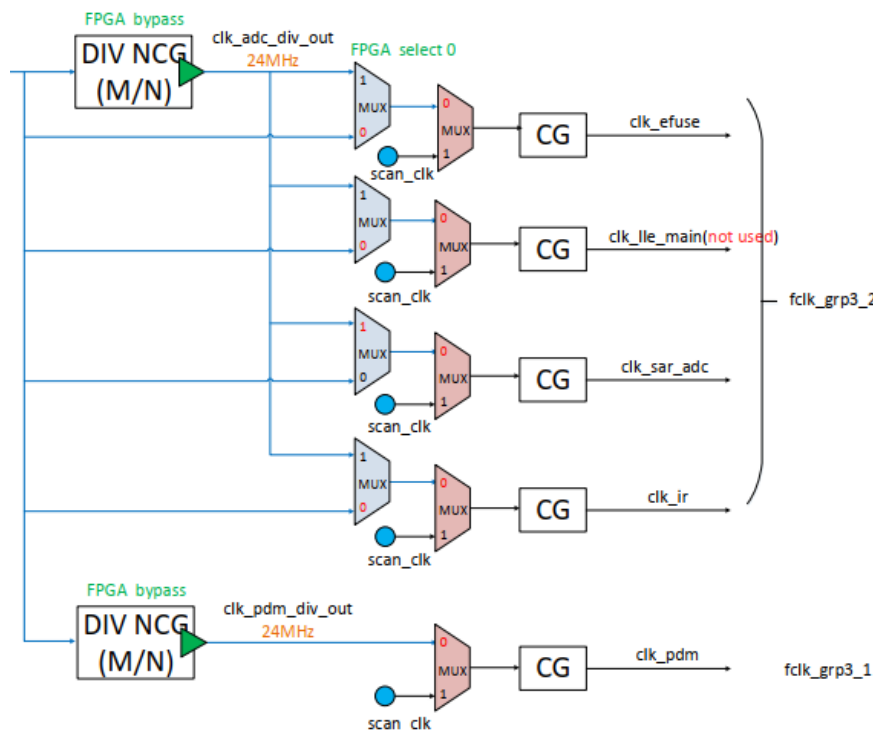 FPGA bypass
DIV NCG
(M/N)
clk_adc_div_out
24MHz
FPGA select 0
1
MUX
0
0
MUX
1
scan_clk
CG
clk_efuse
1
MUX
0
0
MUX
1
scan_clk
CG
clk_lle_main(not used)
fclk_grp3_2
1
MUX
0
0
MUX
1
scan_clk
CG
clk_sar_adc
1
MUX
0
0
MUX
1
scan_clk
CG
clk_ir
FPGA bypass
DIV NCG
(M/N)
clk_pdm_div_out
24MHz
0
MUX
1
scan clk
CG
clk_pdm
fclk_grp3_1